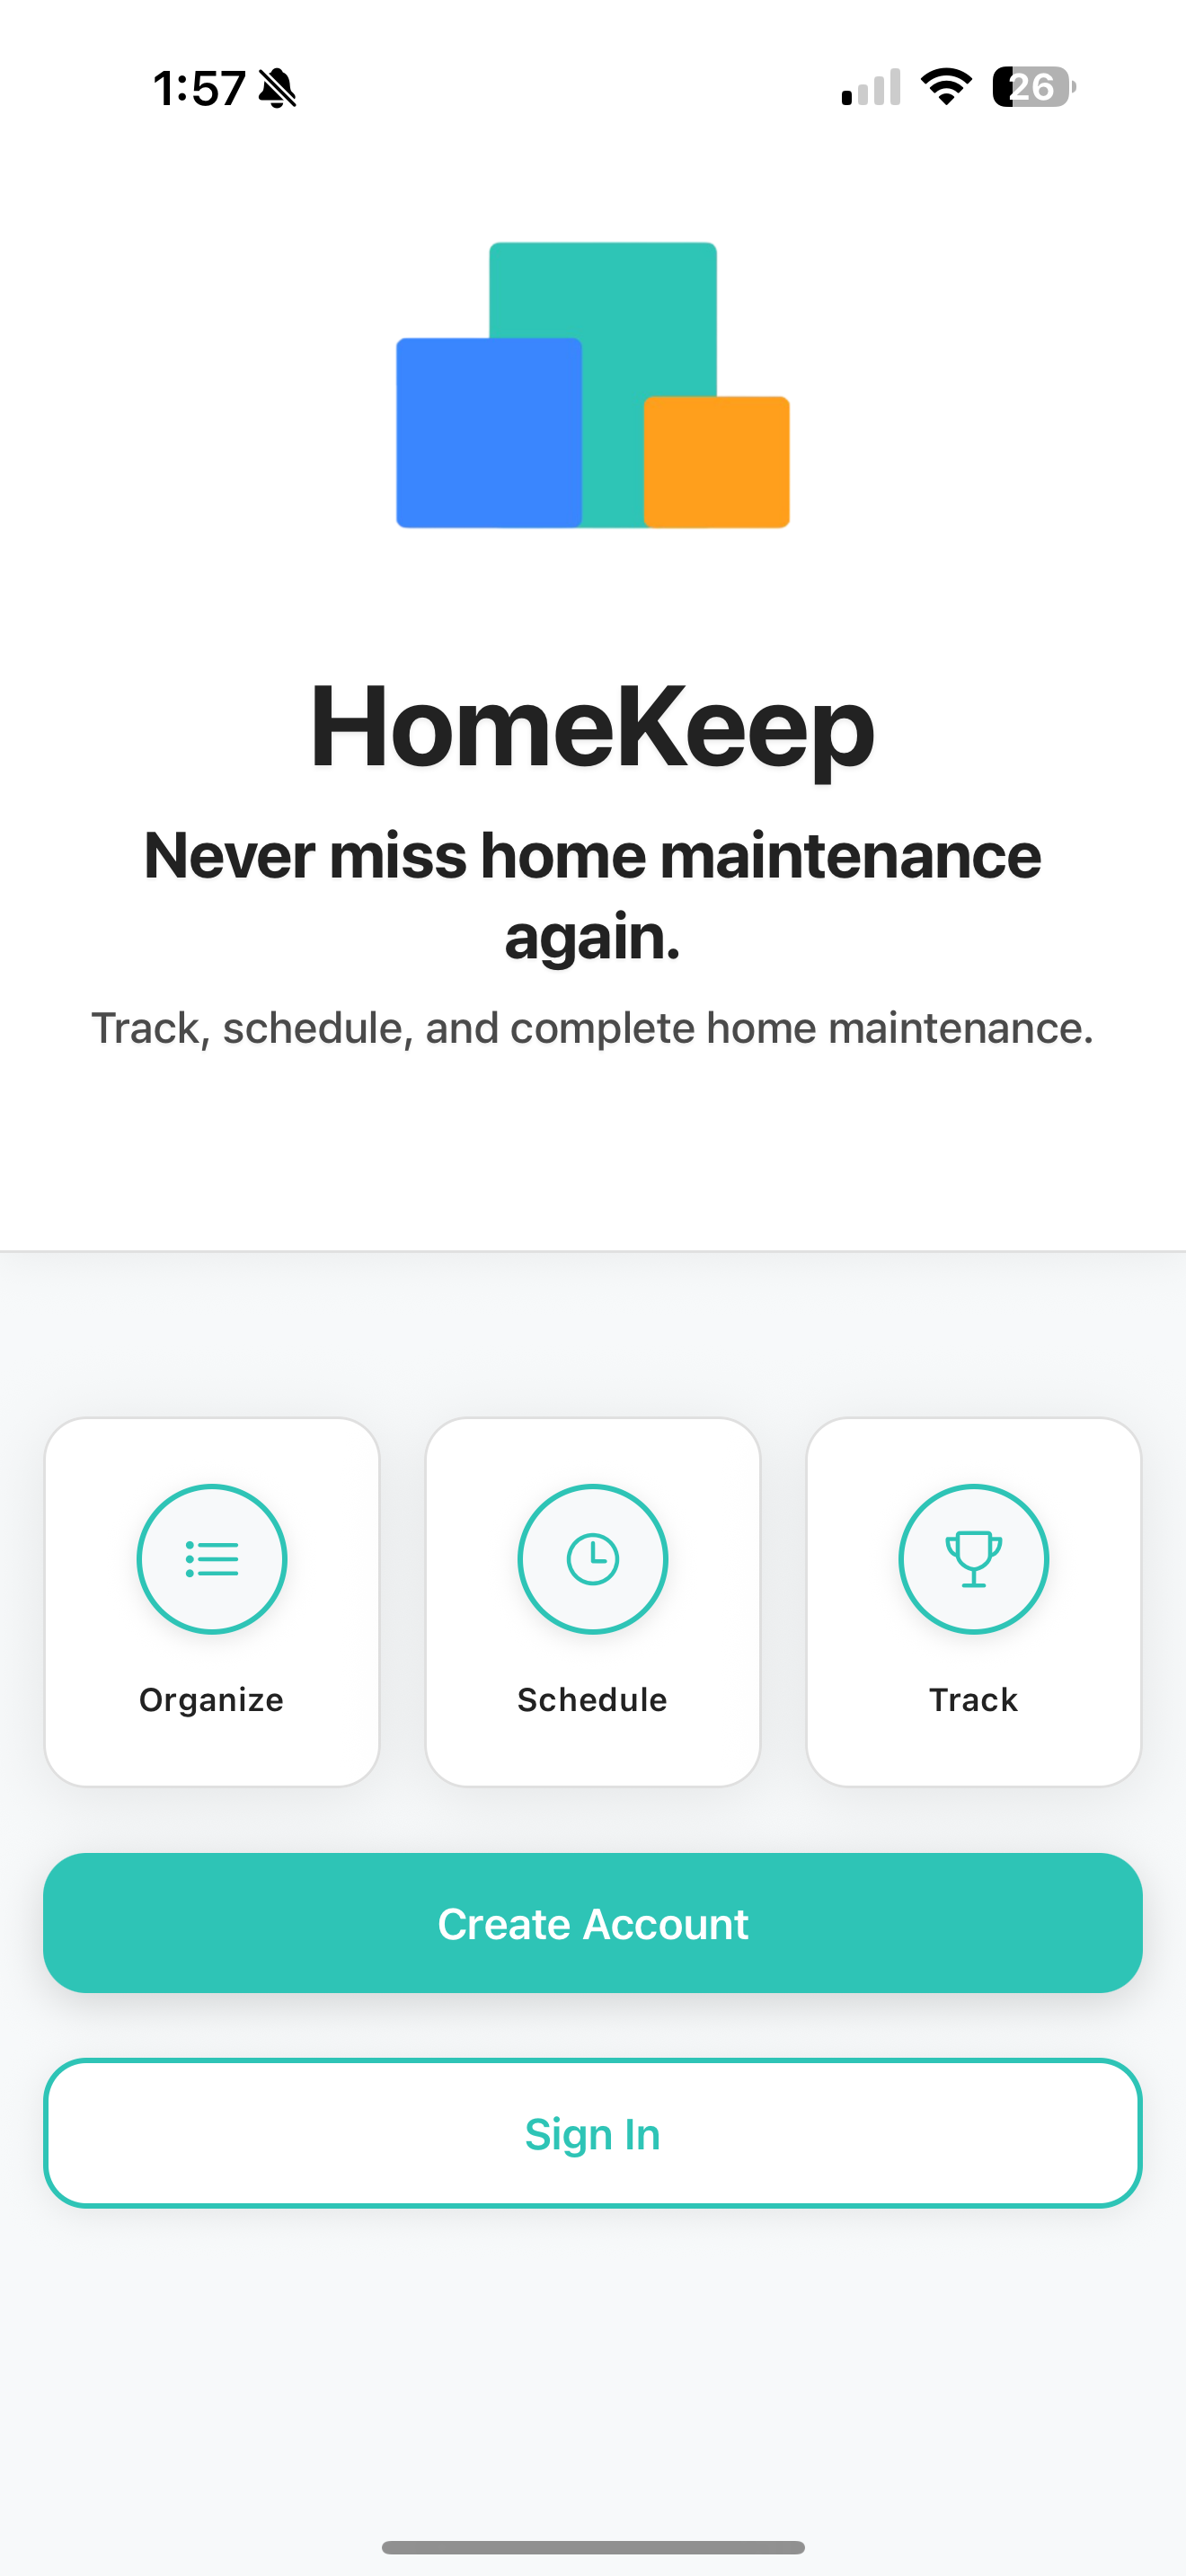 1:57
26
HomeKeep
Never miss home maintenance
again.
Track, schedule, and complete home maintenance.
Organize
Schedule
Track
Create Account
Sign In